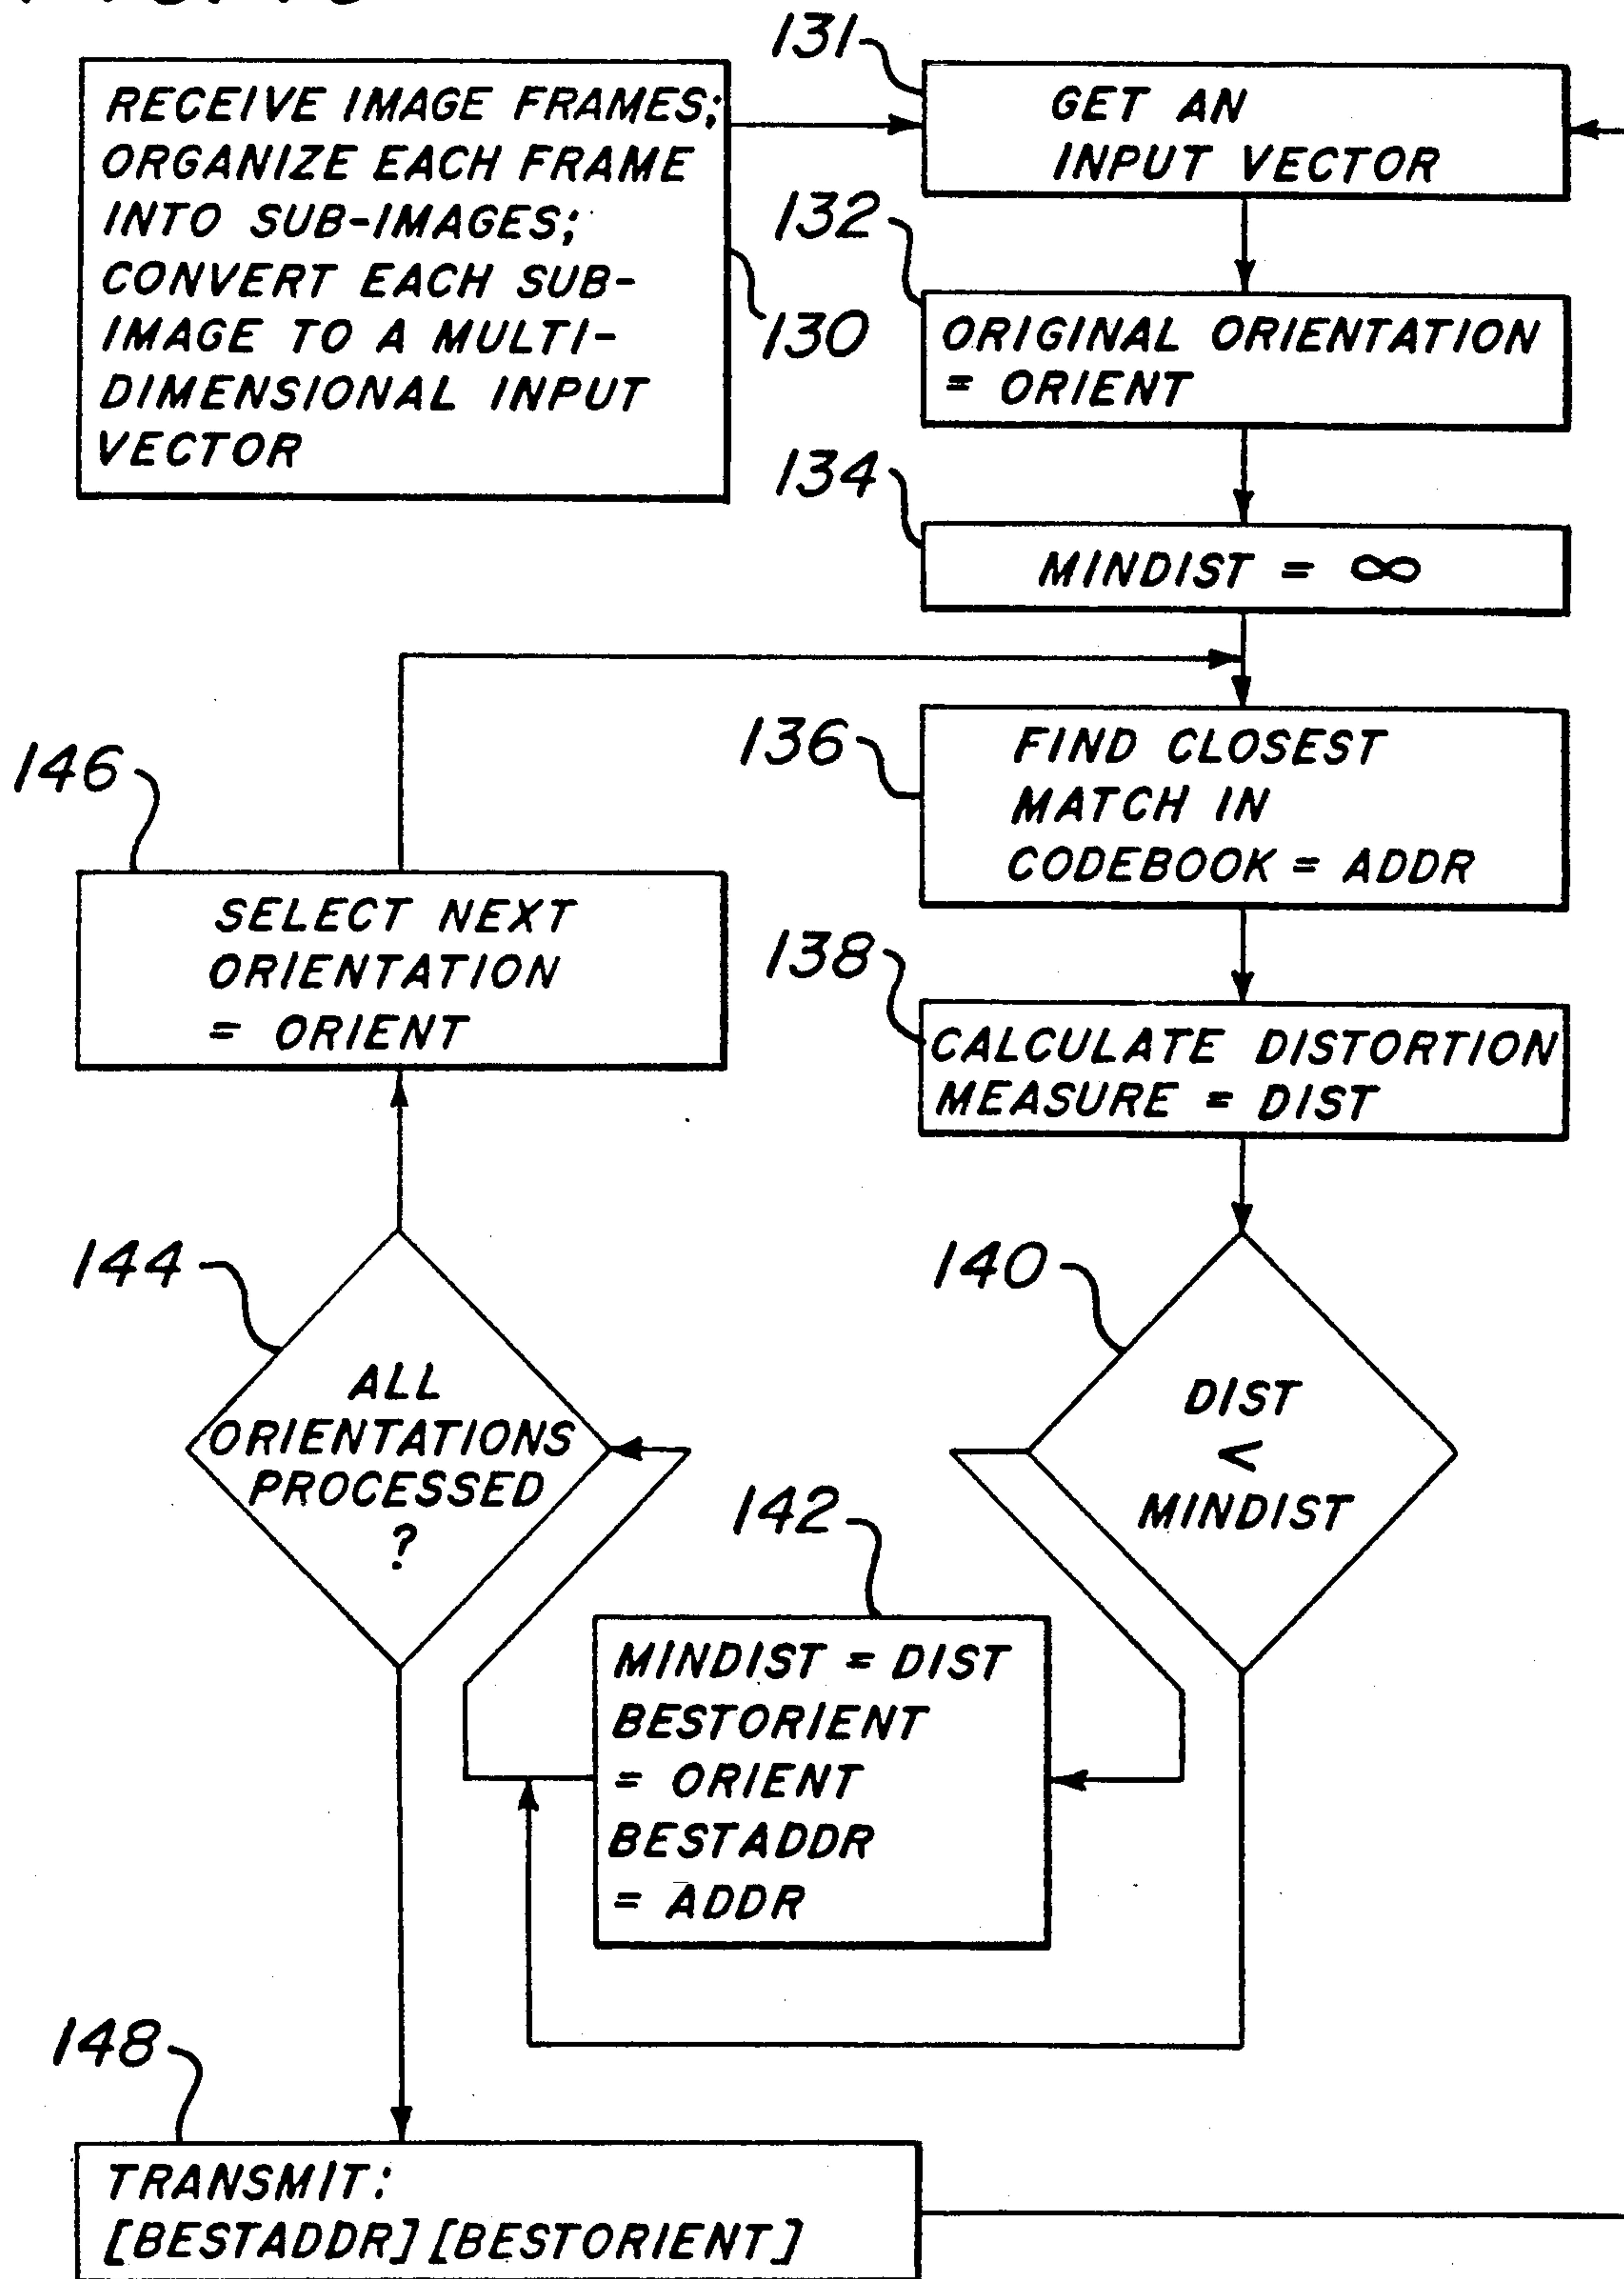 131
RECEIVE IMAGE FRAMES;
ORGANIZE EACH FRAME
INTO SUB-IMAGES;
CONVERT EACH SUB-
IMAGE TO A MULTI-
DIMENSIONAL INPUT
VECTOR
130
GET AN
INPUT VECTOR
132
ORIGINAL ORIENTATION
= ORIENT
134
MINDIST = ∞
136
FIND CLOSEST
MATCH IN
CODEBOOK = ADDR
146
SELECT NEXT
ORIENTATION
= ORIENT
138
CALCULATE DISTORTION
MEASURE = DIST
144
ALL
ORIENTATIONS
PROCESSED
?
140
DIST
<
MINDIST
142
MINDIST = DIST
BESTORIENT
= ORIENT
BESTADDR
= ADDR
148
TRANSMIT:
[BESTADDR] [BESTORIENT]